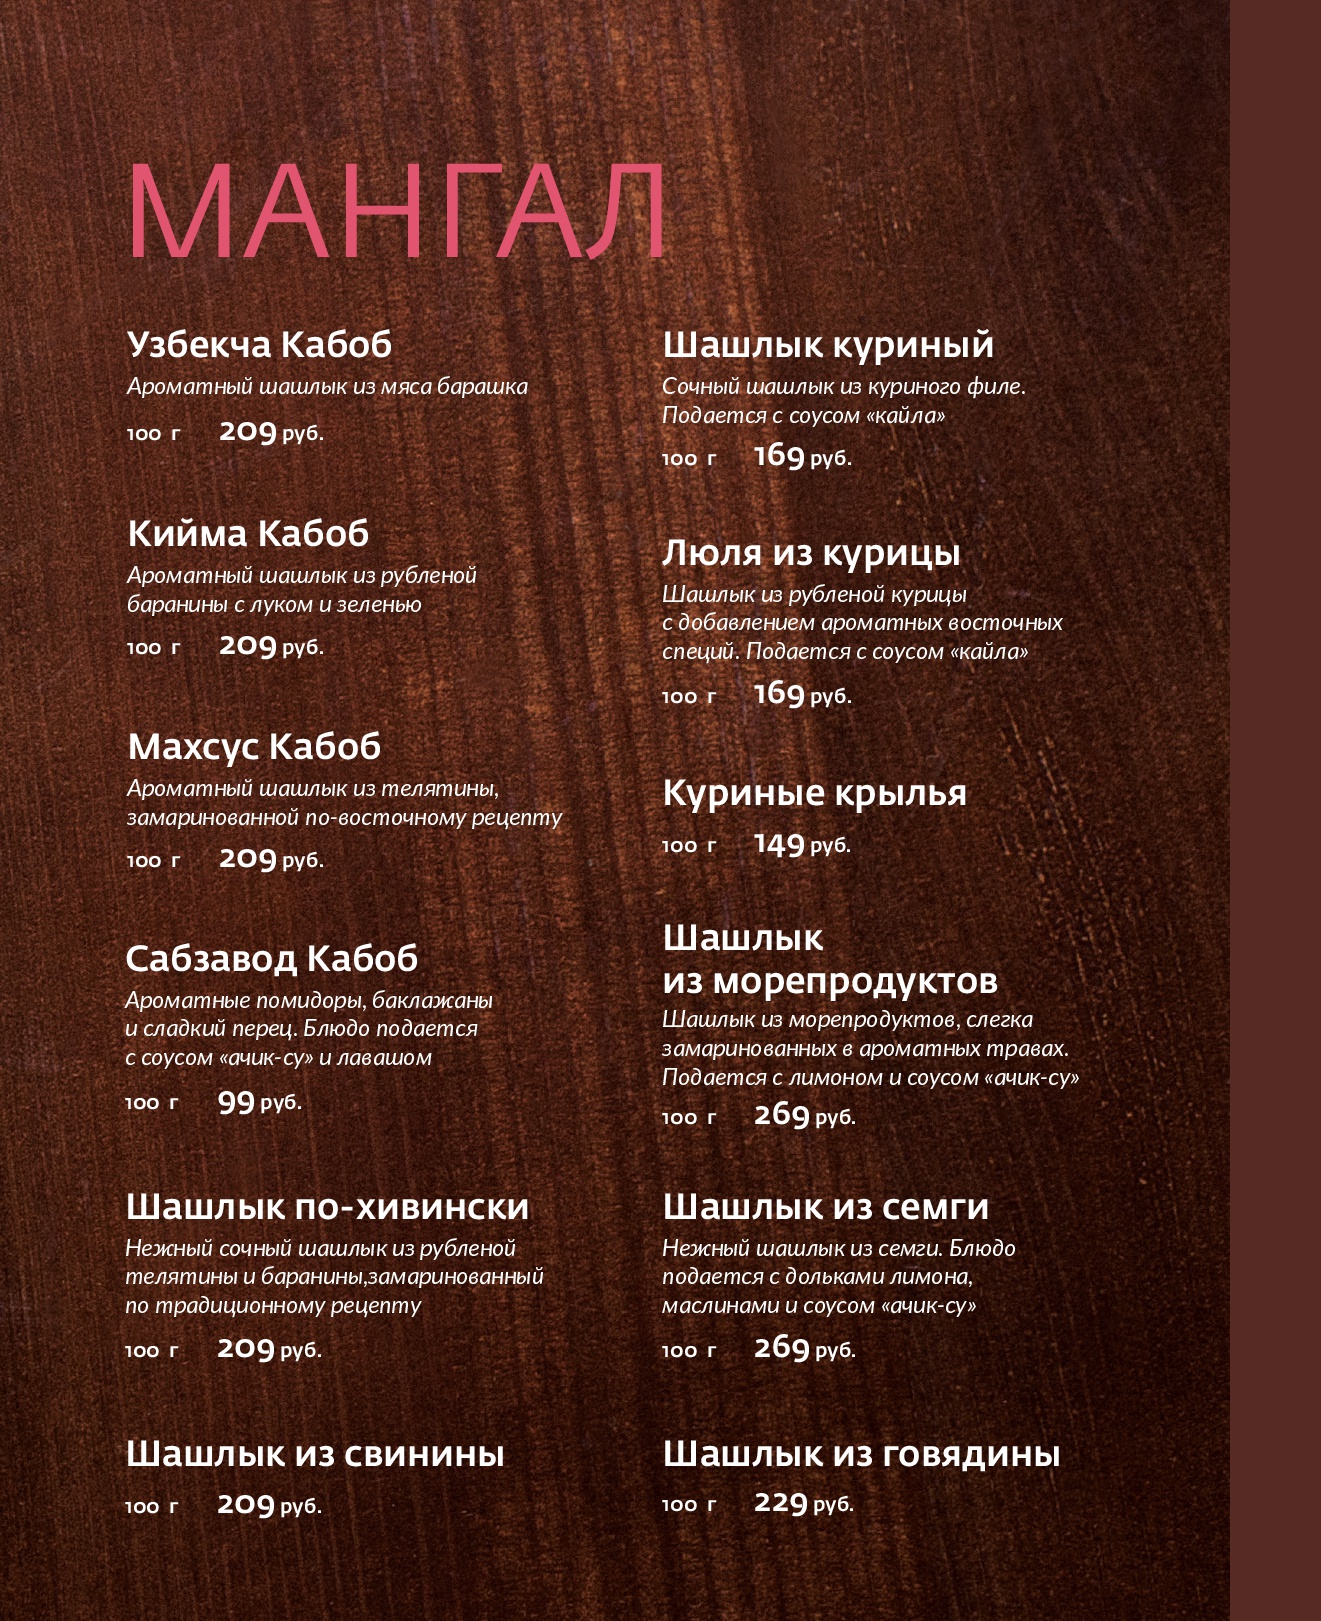 МАНГАЛ
Узбекча Кабоб
Ароматный шашлык из мяса барашка
100 г 209 руб.
Кийма Кабоб
Ароматный шашлык из рубленой
баранины с луком и зеленью
100 г 209 руб.
Махсус Кабоб
Ароматный шашлык из телятины,
замаринованной по-восточному рецепту
100 г 209 руб.
Сабзавод Кабоб
Ароматные помидоры, баклажаны
и сладкий перец. Блюдо подается
с соусом «ачик-су» и лавашом
100 г 99 руб.
Шашлык по-хивински
Нежный сочный шашлык из рубленой
телятины и баранины,замаринованный
по традиционному рецепту
100 г 209 руб.
Шашлык из свинины
100 г 209 руб.
Шашлык куриный
Сочный шашлык из куриного филе.
Подается с соусом «кайла»
100 г 169 руб.
Люля из курицы
Шашлык из рубленой курицы
с добавлением ароматных восточных
специй. Подается с соусом «кайла»
100 г 169 руб.
Куриные крылья
100 г 149 руб.
Шашлык
из морепродуктов
Шашлык из морепродуктов, слегка
замаринованных в ароматных травах.
Подается с лимоном и соусом «ачик-су»
100 г 269 руб.
Шашлык из семги
Нежный шашлык из семги. Блюдо
подается с дольками лимона,
маслинами и соусом «ачик-су»
100 г 269 руб.
Шашлык из говядины
100 г 229 руб.